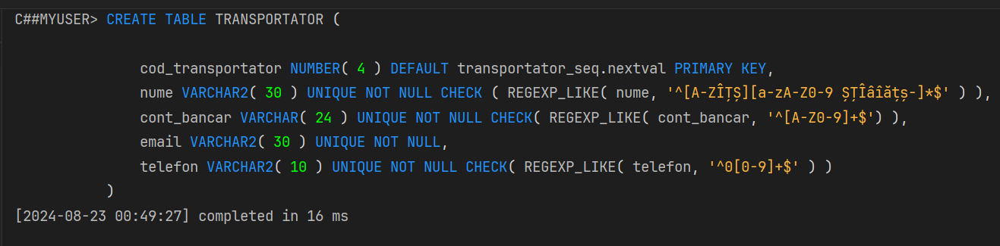 C##MYUSER> CREATE TABLE TRANSPORTATOR (
cod_transportator NUMBER( 4 ) DEFAULT transportator_seq.nextval PRIMARY KEY,
nume VARCHAR2( 30 ) UNIQUE NOT NULL CHECK ( REGEXP_LIKE( nume, '^[A-ZÎȚȘ][a-zA-Z0-9 ȘȚÎâîățș-]*$' ) ),
cont_bancar VARCHAR( 24 ) UNIQUE NOT NULL CHECK( REGEXP_LIKE( cont_bancar, '^[A-Z0-9]+$') ),
email VARCHAR2( 30 ) UNIQUE NOT NULL,
telefon VARCHAR2( 10 ) UNIQUE NOT NULL CHECK( REGEXP_LIKE( telefon, '^0[0-9]+$' ) )
)
[2024-08-23 00:49:27] completed in 16 ms